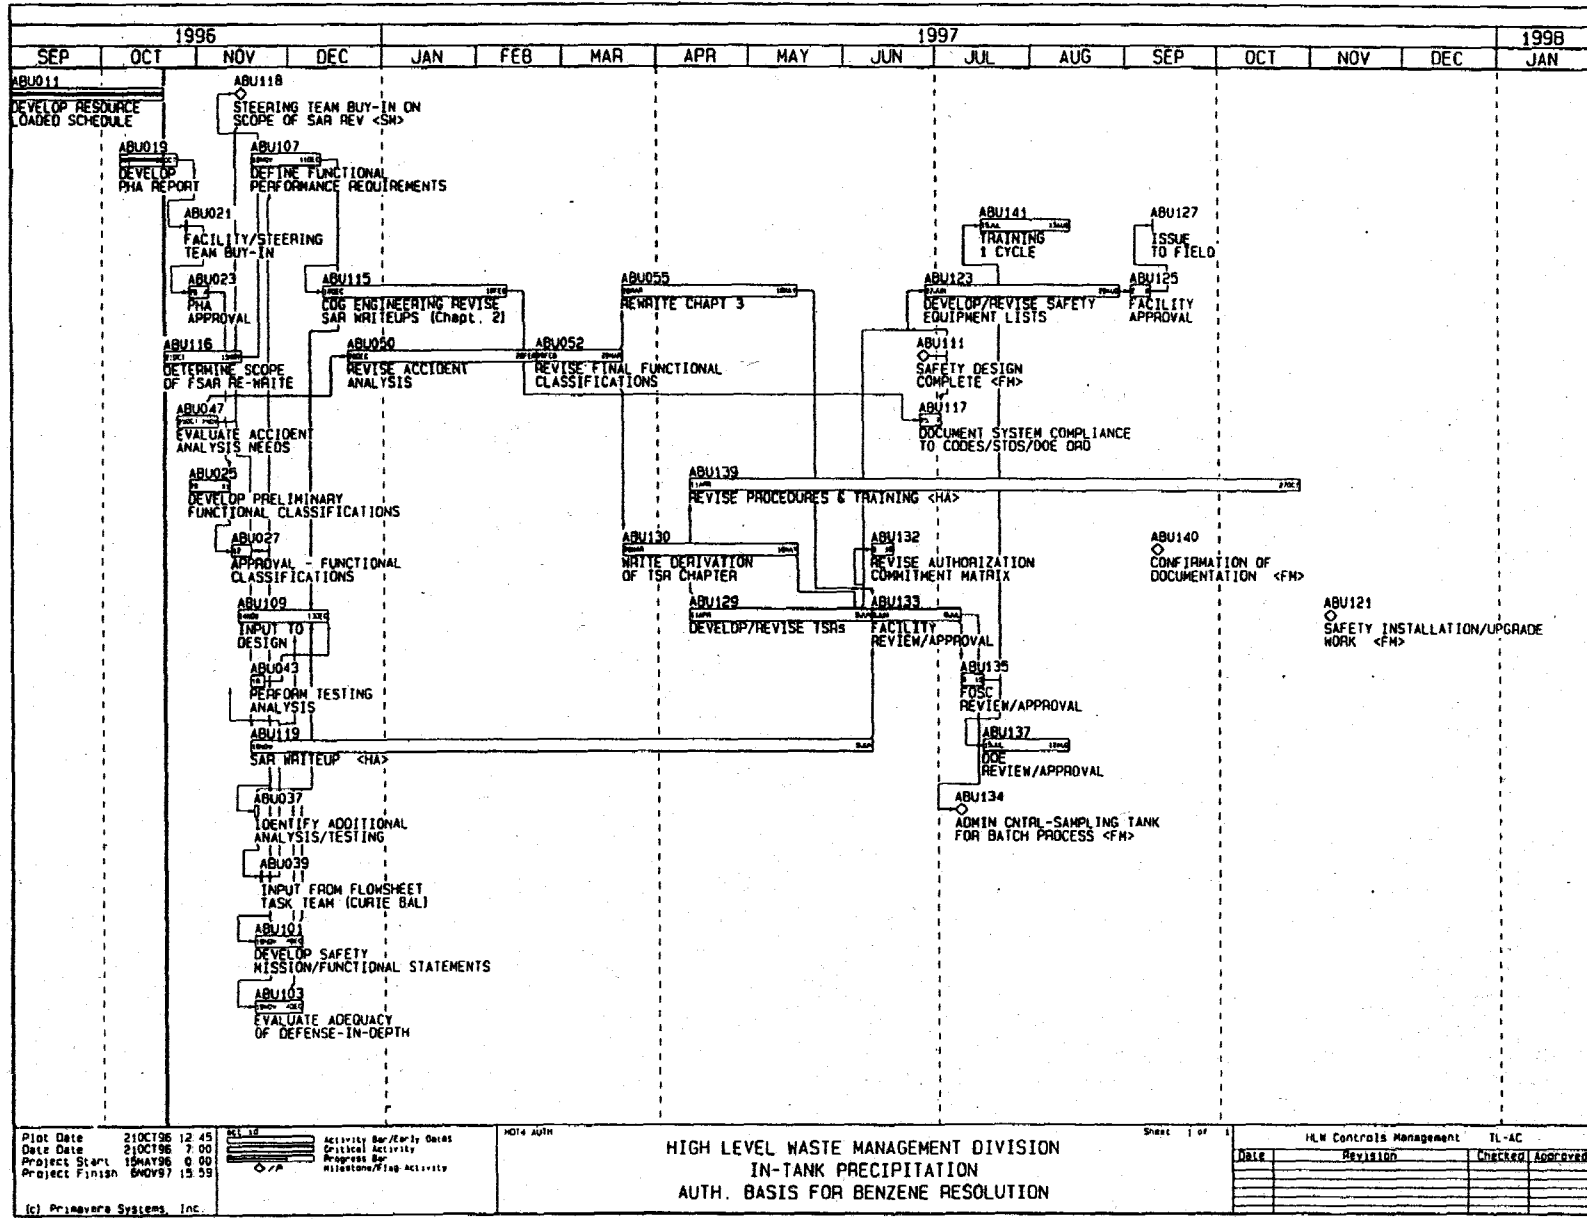 1996
1997
1998
SEP OCT NOV DEC JAN FEB MAR APR MAY JUN JUL AUG SEP OCT NOV DEC JAN
ABU011
DEVELOP RESOURCE
LOADED SCHEDULE
ABU118
STEERING TEAM BUY-IN ON
SCOPE OF SAR REV <SM>
ABU019
DEVELOP
PHA REPORT
ABU107
DEFINE FUNCTIONAL
PERFORMANCE REQUIREMENTS
ABU021
FACILITY/STEERING
TEAM BUY-IN
ABU141
TRAINING
1 CYCLE
ABU127
ISSUE
TO FIELD
ABU023
PHA
APPROVAL
ABU115
COG ENGINEERING REVISE
SAR WRITEUPS (Chapt. 2)
ABU055
REWRITE CHAPT 3
ABU123
DEVELOP/REVISE SAFETY
EQUIPMENT LISTS
ABU125
FACILITY
APPROVAL
ABU116
DETERMINE SCOPE
OF FSAR RE-WRITE
ABU050
REVISE ACCIDENT
ANALYSIS
ABU052
REVISE FINAL FUNCTIONAL
CLASSIFICATIONS
ABU111
SAFETY DESIGN
COMPLETE <FM>
ABU047
EVALUATE ACCIDENT
ANALYSIS NEEDS
ABU117
DOCUMENT SYSTEM COMPLIANCE
TO CODES/STDS/DOE ORD
ABU025
DEVELOP PRELIMINARY
FUNCTIONAL CLASSIFICATIONS
ABU139
11APR 27OCT
REVISE PROCEDURES & TRAINING <HA>
ABU027
APPROVAL - FUNCTIONAL
CLASSIFICATIONS
ABU130
WRITE DERIVATION
OF TSR CHAPTER
ABU132
REVISE AUTHORIZATION
COMMITMENT MATRIX
ABU140
CONFIRMATION OF
DOCUMENTATION <FM>
ABU109
INPUT TO
DESIGN
ABU129
DEVELOP/REVISE TSRs
ABU133
FACILITY
REVIEW/APPROVAL
ABU121
SAFETY INSTALLATION/UPGRADE
WORK <FM>
ABU043
PERFORM TESTING
ANALYSIS
ABU135
FOSC
REVIEW/APPROVAL
ABU119
SAR WRITEUP <HA>
ABU137
DOE
REVIEW/APPROVAL
ABU037
IDENTIFY ADDITIONAL
ANALYSIS/TESTING
ABU134
ADMIN CNTRL-SAMPLING TANK
FOR BATCH PROCESS <FM>
ABU039
INPUT FROM FLOWSHEET
TASK TEAM (CURIE BAL)
ABU101
DEVELOP SAFETY
MISSION/FUNCTIONAL STATEMENTS
ABU103
EVALUATE ADEQUACY
OF DEFENSE-IN-DEPTH
Plot Date 21OCT96 12:45
Data Date 21OCT96 7:00
Project Start 15MAY96 0:00
Project Finish 6NOV97 15:59
(c) Primavera Systems, Inc.
Activity Bar/Early Dates
Critical Activity
Progress Bar
Milestone/Flag Activity
HOT4 AUTH
HIGH LEVEL WASTE MANAGEMENT DIVISION
IN-TANK PRECIPITATION
AUTH. BASIS FOR BENZENE RESOLUTION
Sheet 1 of 1
HLW Controls Management TL-AC
Date Revision Checked Approved